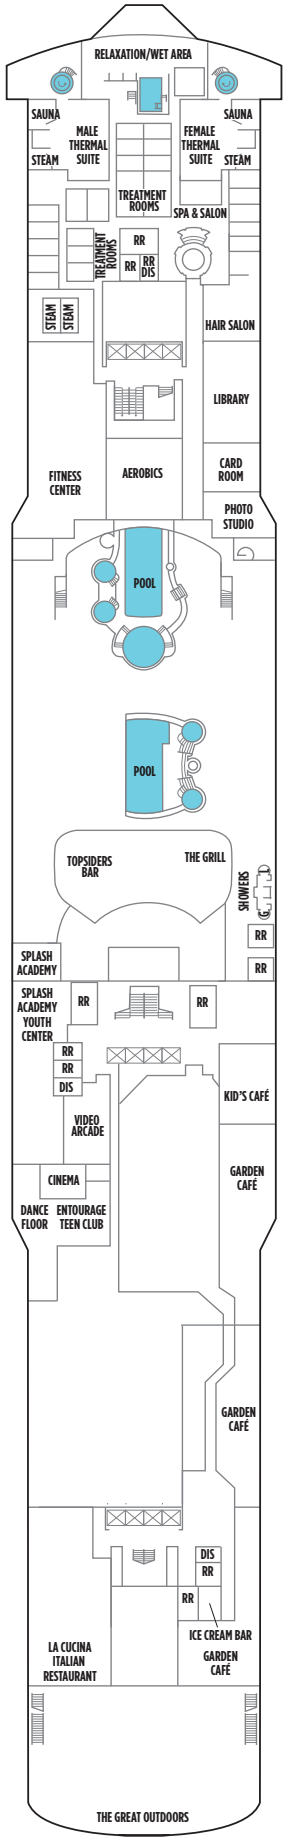 RELAXATION/WET AREA
SAUNA
SAUNA
MALE
THERMAL
SUITE
FEMALE
THERMAL
SUITE
STEAM
STEAM
TREATMENT
ROOMS
SPA & SALON
TREATMENT
ROOMS
RR
RR
RR
DIS
STEAM
STEAM
HAIR SALON
LIBRARY
FITNESS
CENTER
AEROBICS
CARD
ROOM
PHOTO
STUDIO
POOL
POOL
TOPSIDERS
BAR
THE GRILL
SHOWERS
L
G
RR
RR
SPLASH
ACADEMY
SPLASH
ACADEMY
YOUTH
CENTER
RR
RR
RR
RR
DIS
VIDEO
ARCADE
KID'S CAFÉ
CINEMA
GARDEN
CAFÉ
DANCE
FLOOR
ENTOURAGE
TEEN CLUB
GARDEN
CAFÉ
DIS
RR
RR
ICE CREAM BAR
GARDEN
CAFÉ
LA CUCINA
ITALIAN
RESTAURANT
THE GREAT OUTDOORS